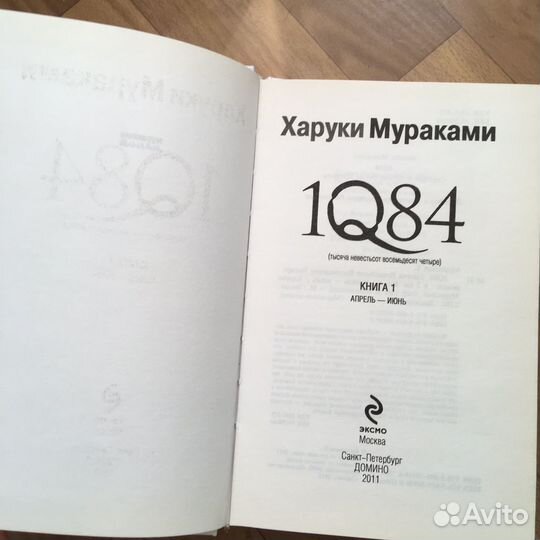 Харуки Мураками
1Q84
(тысяча невестьсот восемьдесят четыре)
КНИГА 1
АПРЕЛЬ — ИЮНЬ
ЭКСМО
Москва
Санкт-Петербург
ДОМИНО
2011
Avito